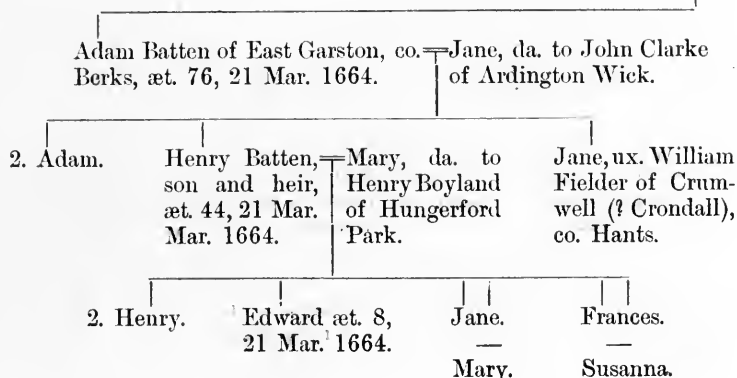 Adam Batten of East Garston, co. Berks, æt. 76, 21 Mar. 1664.
Jane, da. to John Clarke of Ardington Wick.
2. Adam.
Henry Batten, son and heir, æt. 44, 21 Mar. Mar. 1664.
Mary, da. to Henry Boyland of Hungerford Park.
Jane, ux. William Fielder of Crumwell (? Crondall), co. Hants.
2. Henry.
Edward æt. 8, 21 Mar. 1664.
Jane.
Mary.
Frances.
Susanna.